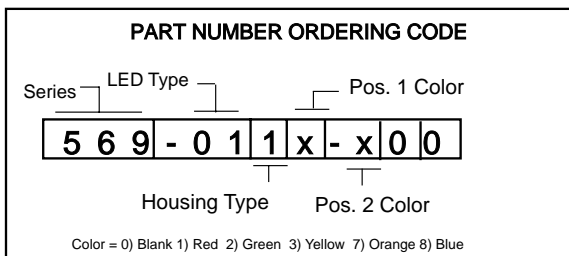 PART NUMBER ORDERING CODE
Series LED Type Pos. 1 Color
5 6 9 - 0 1 1 x - x 0 0
Housing Type Pos. 2 Color
Color = 0) Blank 1) Red 2) Green 3) Yellow 7) Orange 8) Blue